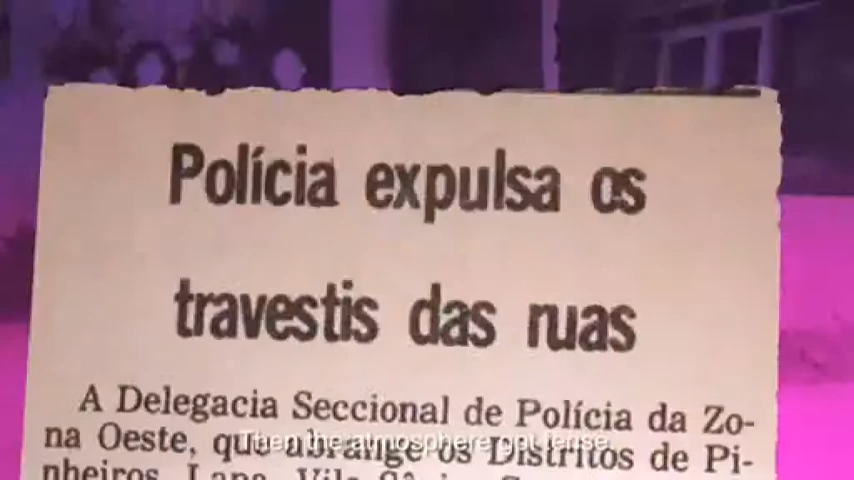 Polícia expulsa os
travestis das ruas
A Delegacia Seccional de Polícia da Zo-
na Oeste, que abrange os Distritos de Pi-
nheiros, Lapa, Vila
Then the atmosphere got tense